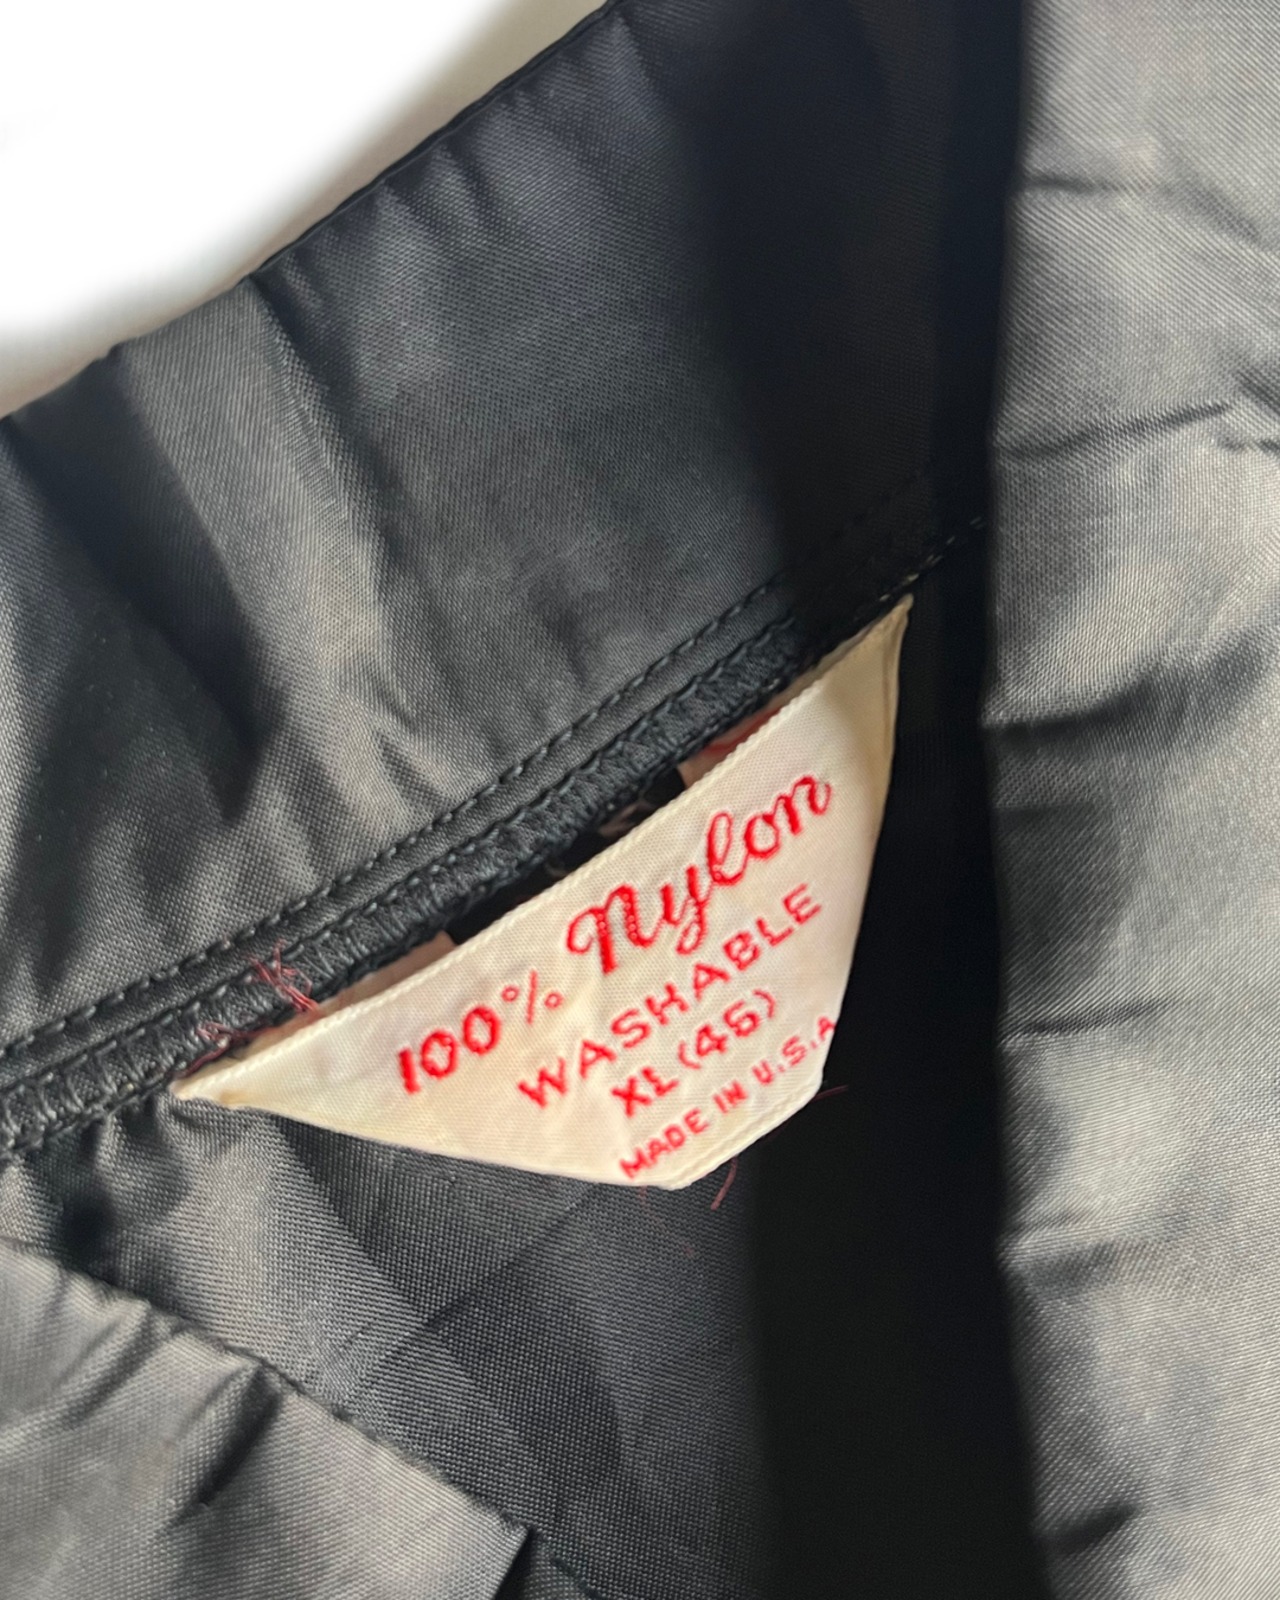 100% Nylon
WASHABLE
XL (46)
MADE IN U.S.A